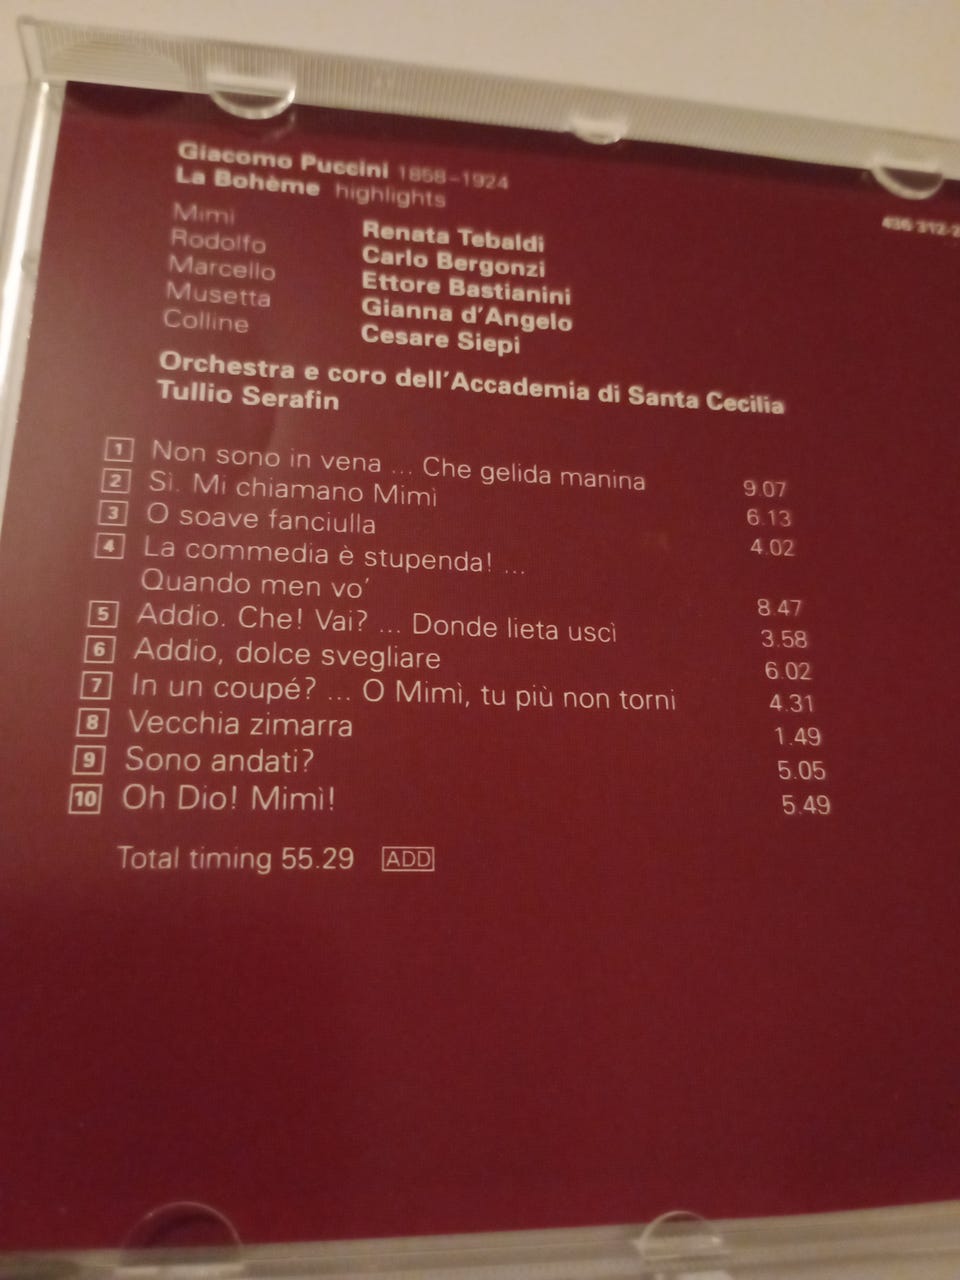 Giacomo Puccini 1858–1924
La Bohème highlights
436 312-2
Mimì Renata Tebaldi
Rodolfo Carlo Bergonzi
Marcello Ettore Bastianini
Musetta Gianna d'Angelo
Colline Cesare Siepi
Orchestra e coro dell'Accademia di Santa Cecilia
Tullio Serafin
1 Non sono in vena ... Che gelida manina 9.07
2 Sì. Mi chiamano Mimì 6.13
3 O soave fanciulla 4.02
4 La commedia è stupenda! ...
Quando men vo' 8.47
5 Addio. Che! Vai? ... Donde lieta uscì 3.58
6 Addio, dolce svegliare 6.02
7 In un coupé? ... O Mimì, tu più non torni 4.31
8 Vecchia zimarra 1.49
9 Sono andati? 5.05
10 Oh Dio! Mimì! 5.49
Total timing 55.29 ADD